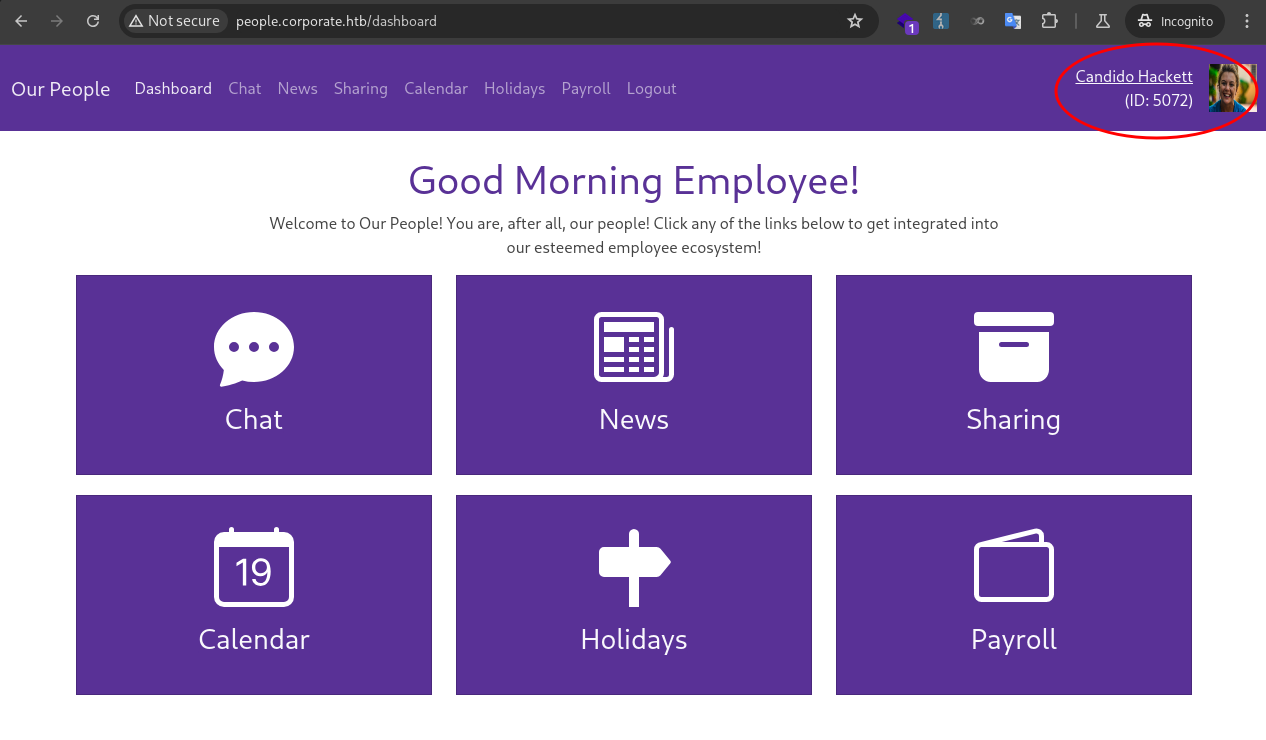 Not secure people.corporate.htb/dashboard 1 Incognito
Our People Dashboard Chat News Sharing Calendar Holidays Payroll Logout Candido Hackett
(ID: 5072)
Good Morning Employee!
Welcome to Our People! You are, after all, our people! Click any of the links below to get integrated into
our esteemed employee ecosystem!
Chat News Sharing
19
Calendar Holidays Payroll